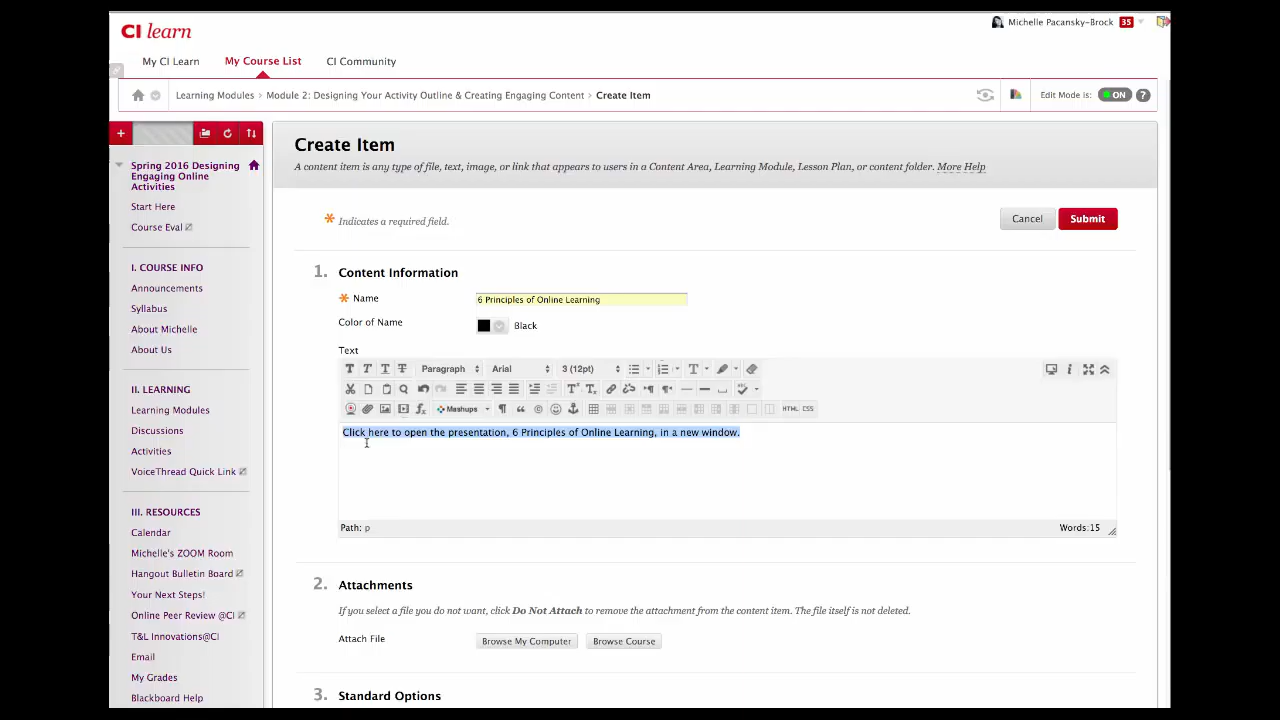 CI learn
Michelle Pacansky-Brock 35
My CI Learn My Course List CI Community
Learning Modules > Module 2: Designing Your Activity Outline & Creating Engaging Content > Create Item
Edit Mode is: ON ?
Spring 2016 Designing
Engaging Online
Activities
Start Here
Course Eval
I. COURSE INFO
Announcements
Syllabus
About Michelle
About Us
II. LEARNING
Learning Modules
Discussions
Activities
VoiceThread Quick Link
III. RESOURCES
Calendar
Michelle's ZOOM Room
Hangout Bulletin Board
Your Next Steps!
Online Peer Review @CI
T&L Innovations@CI
Email
My Grades
Blackboard Help
Create Item
A content item is any type of file, text, image, or link that appears to users in a Content Area, Learning Module, Lesson Plan, or content folder. More Help
* Indicates a required field.
Cancel Submit
1. Content Information
* Name 6 Principles of Online Learning
Color of Name Black
Text
T T T T Paragraph Arial 3 (12pt)
Mashups HTML CSS
Click here to open the presentation, 6 Principles of Online Learning, in a new window.
Path: p Words:15
2. Attachments
If you select a file you do not want, click Do Not Attach to remove the attachment from the content item. The file itself is not deleted.
Attach File Browse My Computer Browse Course
3. Standard Options